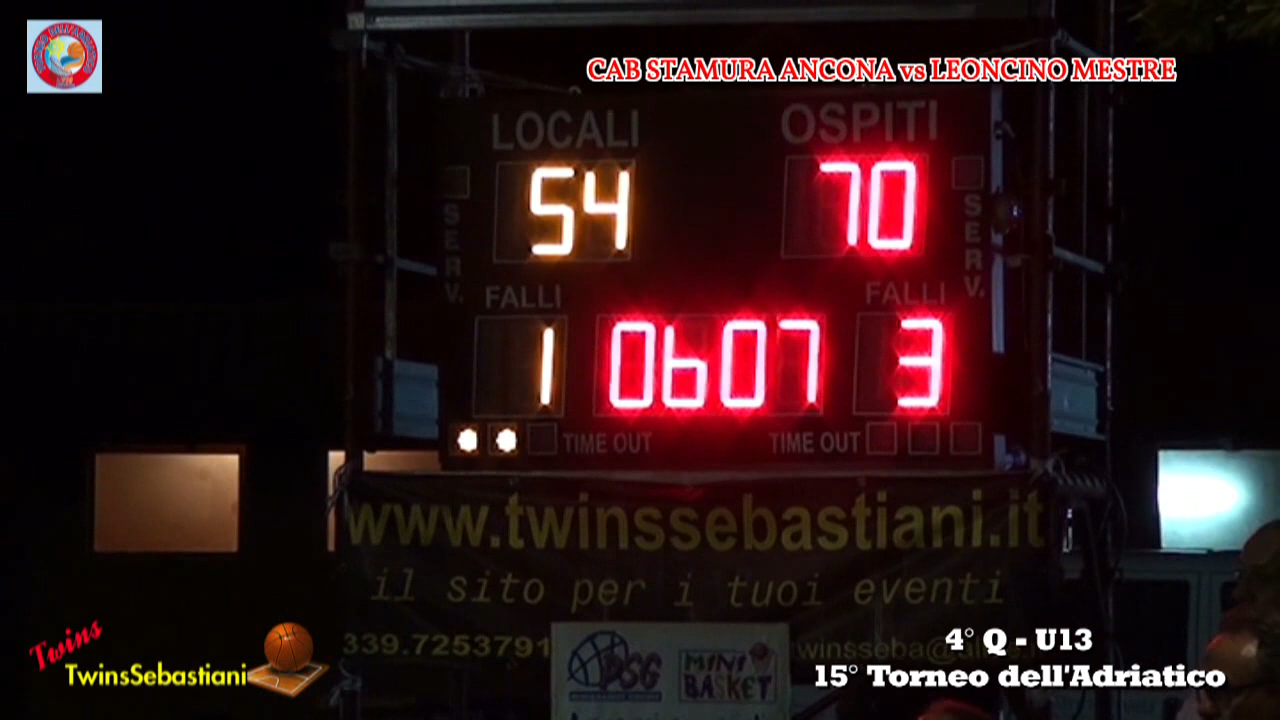 CAB STAMURA ANCONA vs LEONCINO MESTRE
LOCALI OSPITI
54 70
SERV. SERV.
FALLI FALLI
1 0607 3
TIME OUT TIME OUT
www.twinssebastiani.it
il sito per i tuoi eventi
339.7253791
MINI
BASKET
Twins
TwinsSebastiani
4° Q - U13
15° Torneo dell'Adriatico